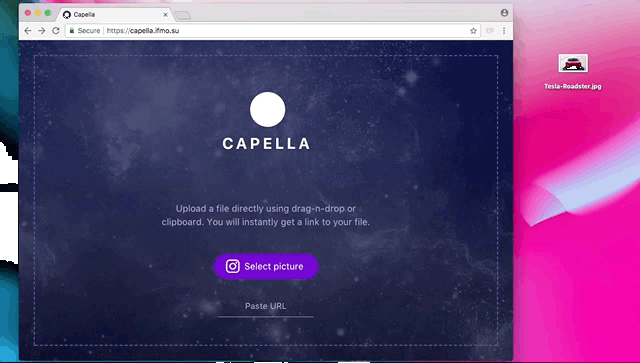 Capella
Secure
https://capella.ifmo.su
Tesla-Roadster.jpg
CAPELLA
Upload a file directly using drag-n-drop or
clipboard. You will instantly get a link to your file.
Select picture
Paste URL